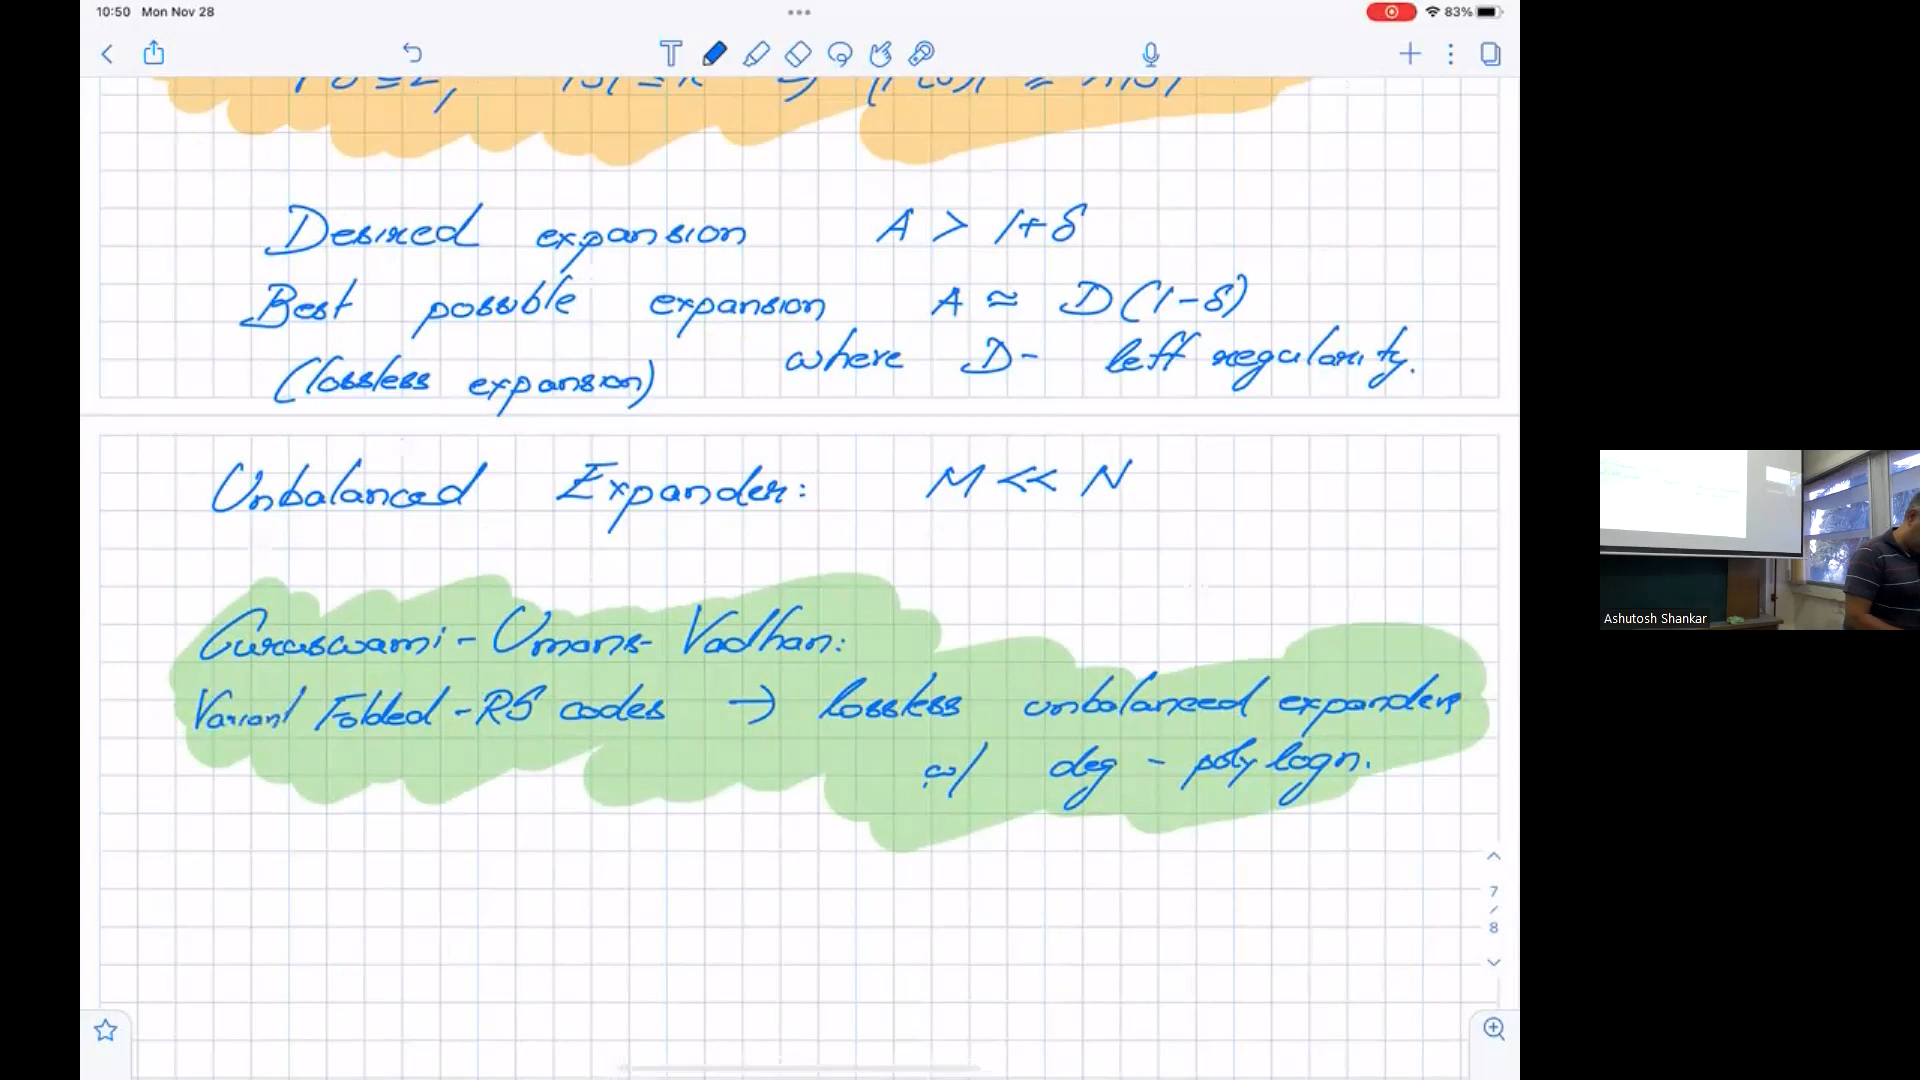 10:50 Mon Nov 28
83%
∀S ⊆ L, |S| ≤ K ⇒ |Γ(S)| ≥ A|S|
Desired expansion A > 1+δ
Best possible expansion A ≈ D(1-δ)
(lossless expansion) where D - left regularity.
Unbalanced Expander: M << N
Guruswami - Umans - Vadhan:
Variant Folded-RS codes → lossless unbalanced expanders
w/ deg - poly log n.
7
/
8
Ashutosh Shankar